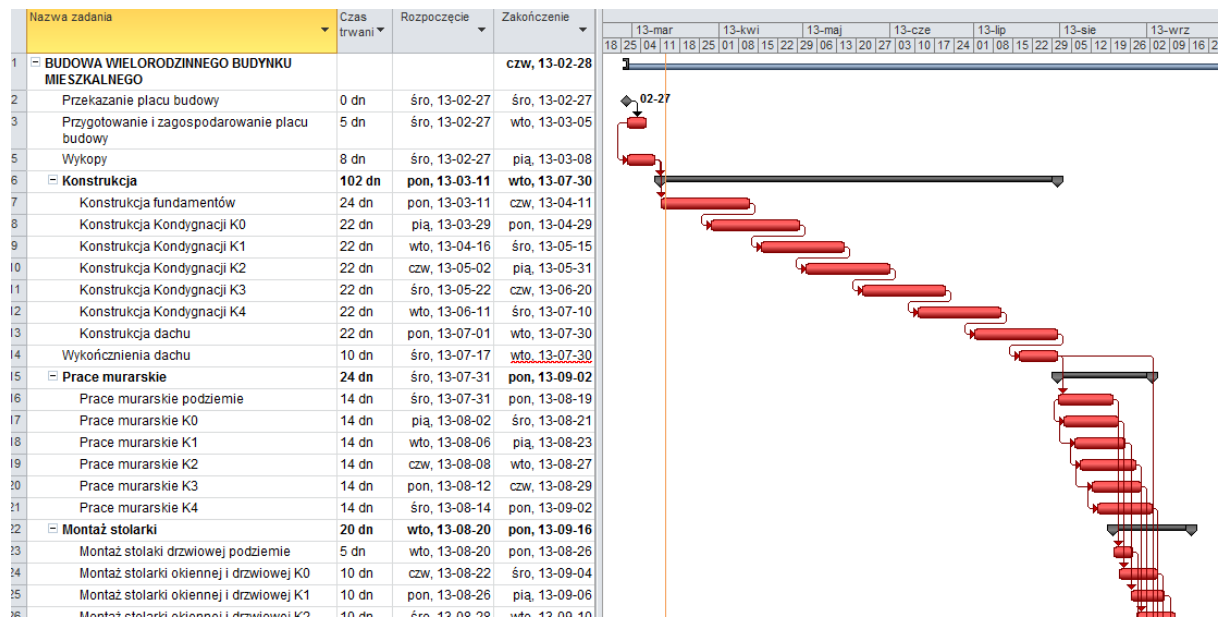 Nazwa zadania Czas trwani Rozpoczęcie Zakończenie
13-mar 13-kwi 13-maj 13-cze 13-lip 13-sie 13-wrz
18 25 04 11 18 25 01 08 15 22 29 06 13 20 27 03 10 17 24 01 08 15 22 29 05 12 19 26 02 09 16
1 BUDOWA WIELORODZINNEGO BUDYNKU czw, 13-02-28
MIESZKALNEGO
2 Przekazanie placu budowy 0 dn śro, 13-02-27 śro, 13-02-27 02-27
3 Przygotowanie i zagospodarowanie placu 5 dn śro, 13-02-27 wto, 13-03-05
budowy
5 Wykopy 8 dn śro, 13-02-27 pią, 13-03-08
6 Konstrukcja 102 dn pon, 13-03-11 wto, 13-07-30
7 Konstrukcja fundamentów 24 dn pon, 13-03-11 czw, 13-04-11
8 Konstrukcja Kondygnacji K0 22 dn pią, 13-03-29 pon, 13-04-29
9 Konstrukcja Kondygnacji K1 22 dn wto, 13-04-16 śro, 13-05-15
10 Konstrukcja Kondygnacji K2 22 dn czw, 13-05-02 pią, 13-05-31
11 Konstrukcja Kondygnacji K3 22 dn śro, 13-05-22 czw, 13-06-20
12 Konstrukcja Kondygnacji K4 22 dn wto, 13-06-11 śro, 13-07-10
13 Konstrukcja dachu 22 dn pon, 13-07-01 wto, 13-07-30
14 Wykończnienia dachu 10 dn śro, 13-07-17 wto, 13-07-30
15 Prace murarskie 24 dn śro, 13-07-31 pon, 13-09-02
16 Prace murarskie podziemie 14 dn śro, 13-07-31 pon, 13-08-19
17 Prace murarskie K0 14 dn pią, 13-08-02 śro, 13-08-21
18 Prace murarskie K1 14 dn wto, 13-08-06 pią, 13-08-23
19 Prace murarskie K2 14 dn czw, 13-08-08 wto, 13-08-27
20 Prace murarskie K3 14 dn pon, 13-08-12 czw, 13-08-29
21 Prace murarskie K4 14 dn śro, 13-08-14 pon, 13-09-02
22 Montaż stolarki 20 dn wto, 13-08-20 pon, 13-09-16
23 Montaż stolaki drzwiowej podziemie 5 dn wto, 13-08-20 pon, 13-08-26
24 Montaż stolarki okiennej i drzwiowej K0 10 dn czw, 13-08-22 śro, 13-09-04
25 Montaż stolarki okiennej i drzwiowej K1 10 dn pon, 13-08-26 pią, 13-09-06
26 Montaż stolarki okiennej i drzwiowej K2 10 dn śro, 13-08-28 wto, 13-09-10